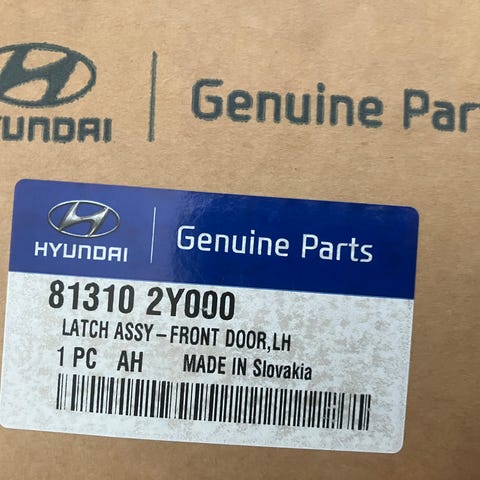 HYUNDAI | Genuine Par
HYUNDAI | Genuine Parts
81310 2Y000
LATCH ASSY-FRONT DOOR,LH
1 PC AH MADE IN Slovakia